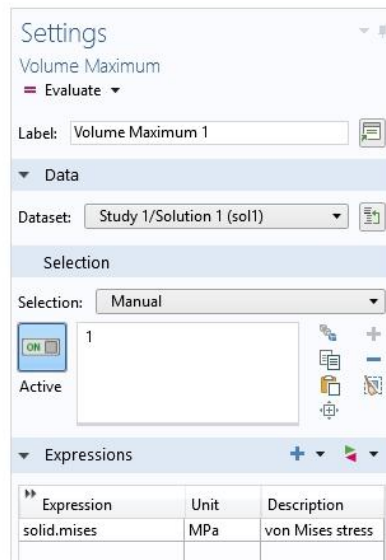 Settings
Volume Maximum
= Evaluate
Label: Volume Maximum 1
Data
Dataset: Study 1/Solution 1 (sol1)
Selection
Selection: Manual
ON 1
Active
Expressions
Expression Unit Description
solid.mises MPa von Mises stress